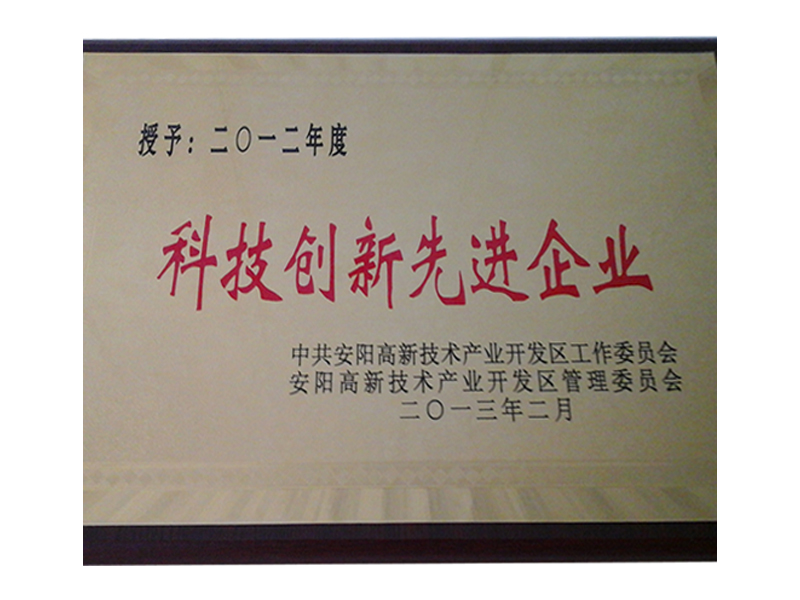 授予：二〇一二年度
科技创新先进企业
中共安阳高新技术产业开发区工作委员会
安阳高新技术产业开发区管理委员会
二〇一三年二月